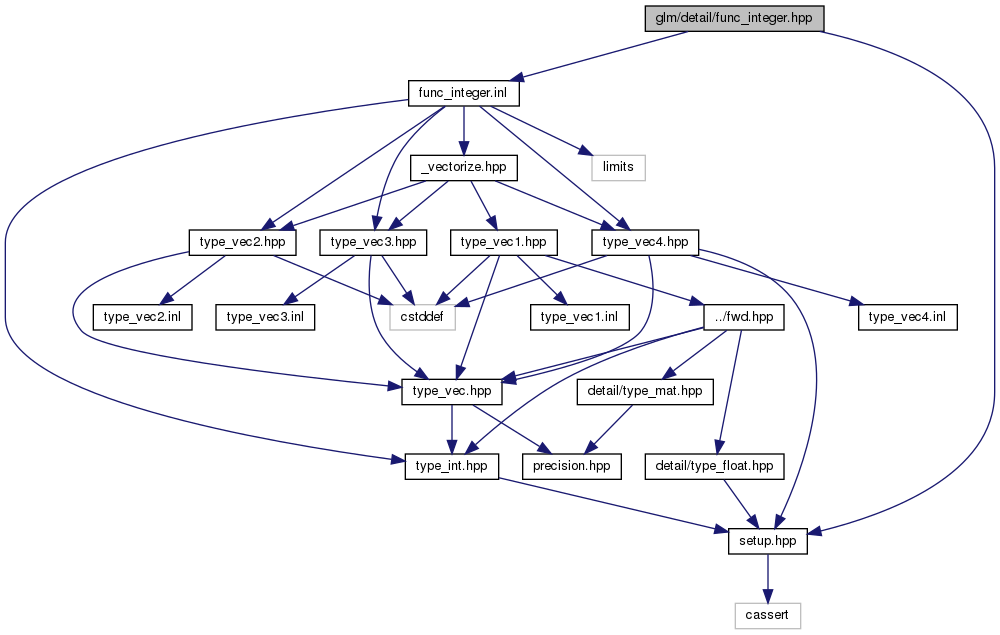 glm/detail/func_integer.hpp
func_integer.inl
_vectorize.hpp
limits
type_vec2.hpp
type_vec3.hpp
type_vec1.hpp
type_vec4.hpp
type_vec2.inl
type_vec3.inl
cstddef
type_vec1.inl
../fwd.hpp
type_vec4.inl
type_vec.hpp
detail/type_mat.hpp
type_int.hpp
precision.hpp
detail/type_float.hpp
setup.hpp
cassert